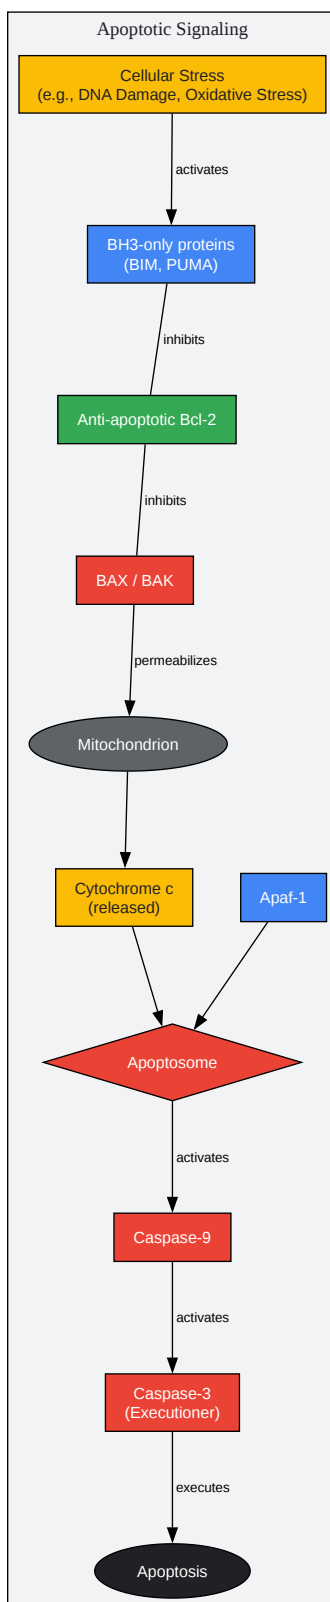 Apoptotic Signaling
Cellular Stress
(e.g., DNA Damage, Oxidative Stress)
activates
BH3-only proteins
(BIM, PUMA)
inhibits
Anti-apoptotic Bcl-2
inhibits
BAX / BAK
permeabilizes
Mitochondrion
Cytochrome c
(released)
Apaf-1
Apoptosome
activates
Caspase-9
activates
Caspase-3
(Executioner)
executes
Apoptosis